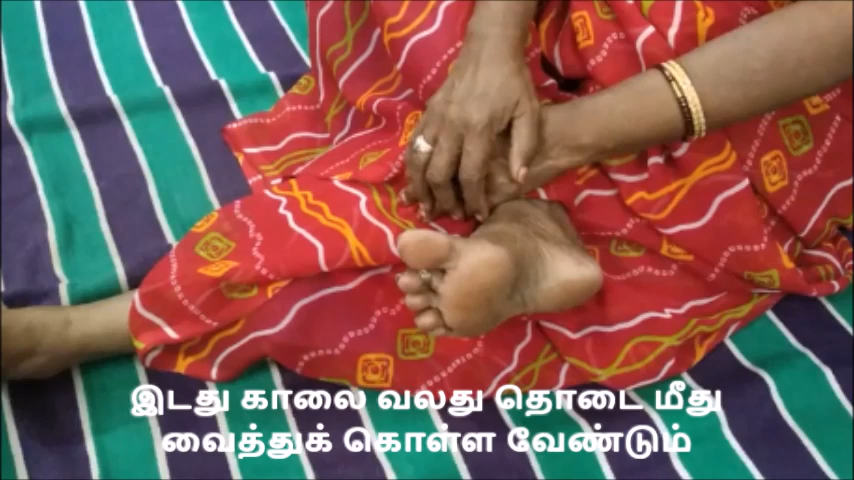 இடது காலை வலது தொடை மீது
வைத்துக் கொள்ள வேண்டும்